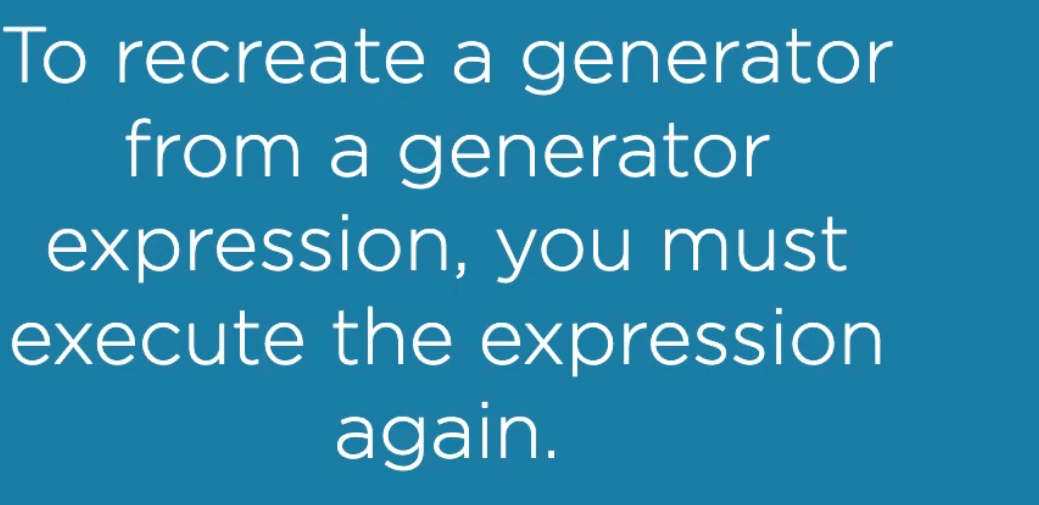 To recreate a generator
from a generator
expression, you must
execute the expression
again.